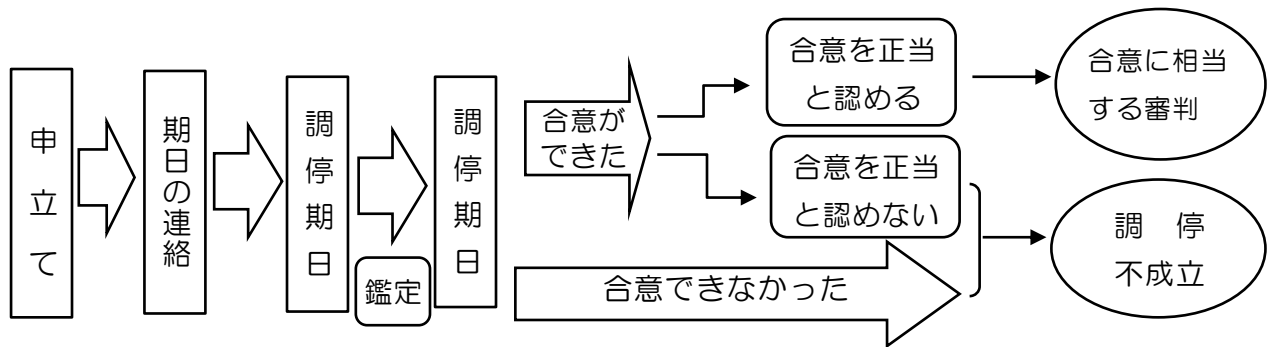 申立て
期日の連絡
調停期日
鑑定
調停期日
合意が
できた
合意を正当
と認める
合意に相当
する審判
合意を正当
と認めない
合意できなかった
調　停
不成立